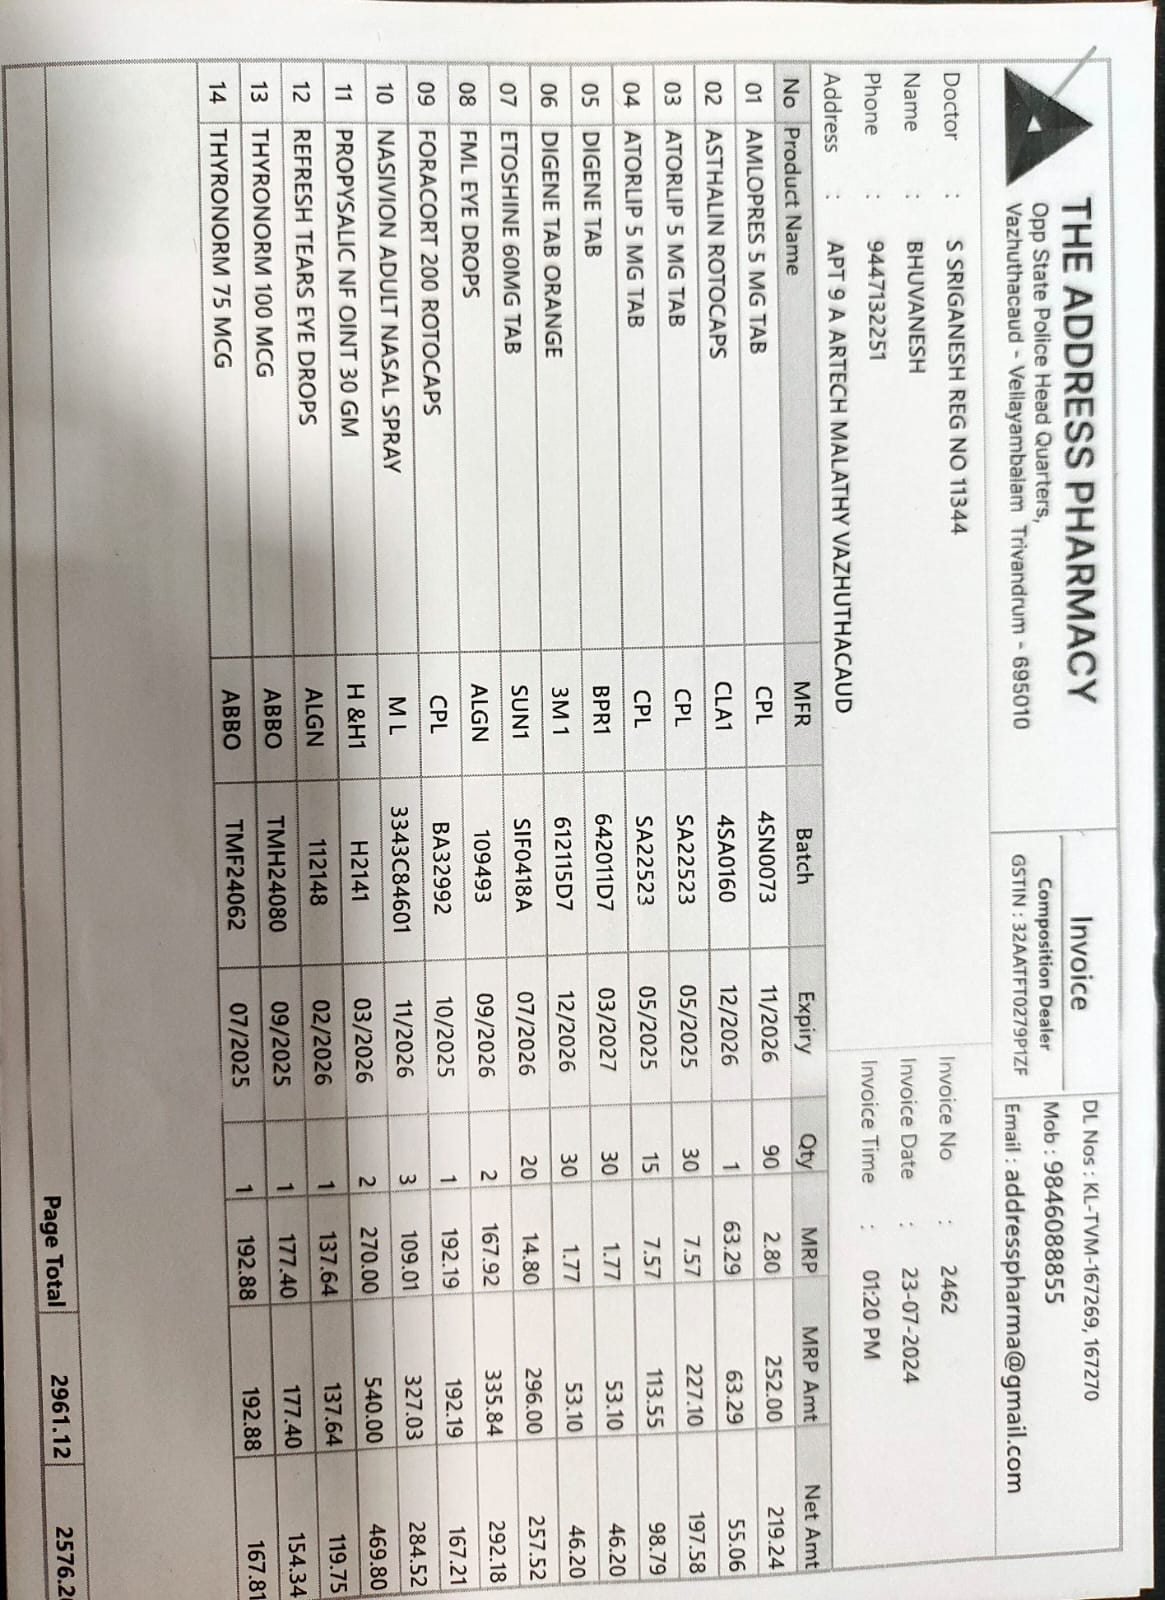 THE ADDRESS PHARMACY
Opp State Police Head Quarters,
Vazhuthacaud - Vellayambalam Trivandrum - 695010
Invoice
Composition Dealer
GSTIN : 32AATFT0279P1ZF
DL Nos : KL-TVM-167269, 167270
Mob : 9846088855
Email : addresspharma@gmail.com
Doctor : S SRIGANESH REG NO 11344
Name : BHUVANESH
Phone : 9447132251
Address : APT 9 A ARTECH MALATHY VAZHUTHACAUD
Invoice No : 2462
Invoice Date : 23-07-2024
Invoice Time : 01:20 PM
No Product Name MFR Batch Expiry Qty MRP MRP Amt Net Amt
01 AMLOPRES 5 MG TAB CPL 4SN0073 11/2026 90 2.80 252.00 219.24
02 ASTHALIN ROTOCAPS CLA1 4SA0160 12/2026 1 63.29 63.29 55.06
03 ATORLIP 5 MG TAB CPL SA22523 05/2025 30 7.57 227.10 197.58
04 ATORLIP 5 MG TAB CPL SA22523 05/2025 15 7.57 113.55 98.79
05 DIGENE TAB BPR1 642011D7 03/2027 30 1.77 53.10 46.20
06 DIGENE TAB ORANGE 3M 1 612115D7 12/2026 30 1.77 53.10 46.20
07 ETOSHINE 60MG TAB SUN1 SIF0418A 07/2026 20 14.80 296.00 257.52
08 FML EYE DROPS ALGN 109493 09/2026 2 167.92 335.84 292.18
09 FORACORT 200 ROTOCAPS CPL BA32992 10/2025 1 192.19 192.19 167.21
10 NASIVION ADULT NASAL SPRAY M L 3343C84601 11/2026 3 109.01 327.03 284.52
11 PROPYSALIC NF OINT 30 GM H &H1 H2141 03/2026 2 270.00 540.00 469.80
12 REFRESH TEARS EYE DROPS ALGN 112148 02/2026 1 137.64 137.64 119.75
13 THYRONORM 100 MCG ABBO TMH24080 09/2025 1 177.40 177.40 154.34
14 THYRONORM 75 MCG ABBO TMF24062 07/2025 1 192.88 192.88 167.81
Page Total 2961.12